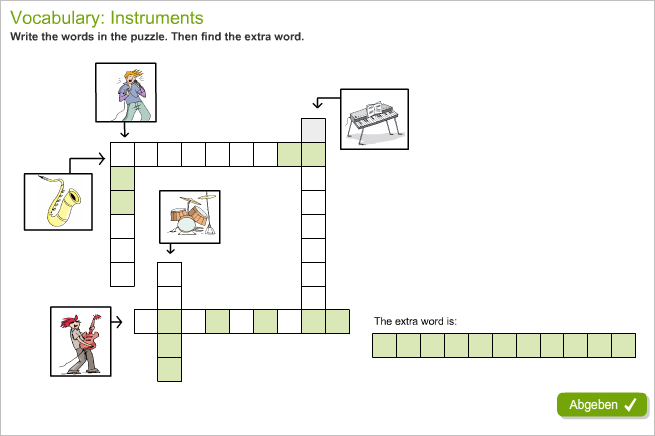 Vocabulary: Instruments
Write the words in the puzzle. Then find the extra word.
The extra word is:
Abgeben